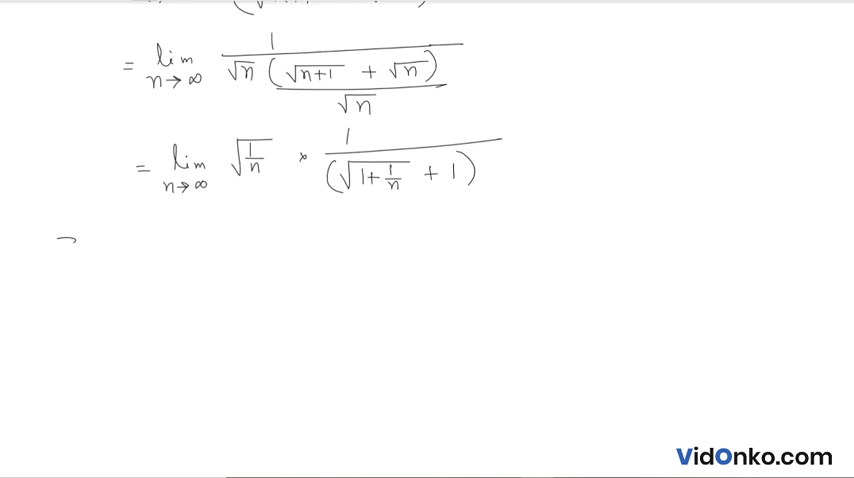 = lim n→∞ 1 / √n ( √n+1 + √n ) / √n
= lim n→∞ √1/n × 1 / ( √1+1/n + 1 )
VidOnko.com